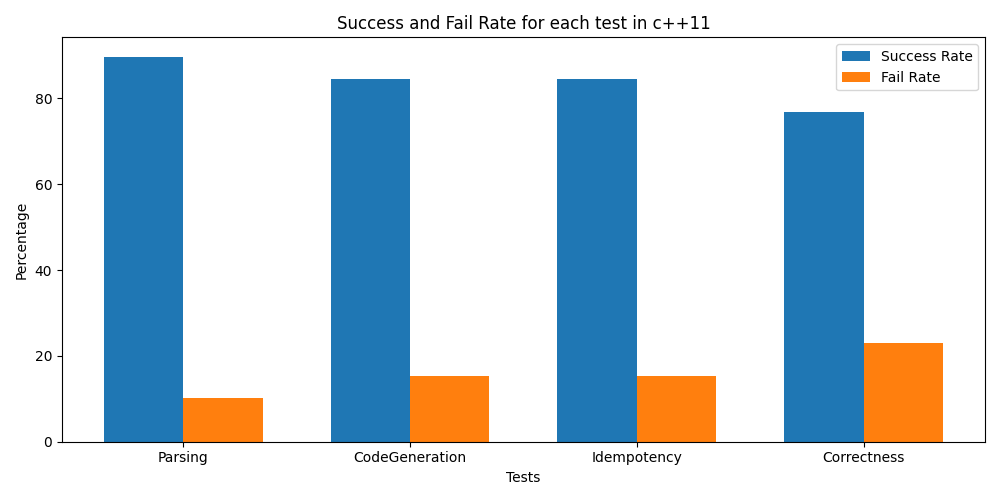 Success and Fail Rate for each test in c++11
Success Rate
Fail Rate
Percentage
80
60
40
20
0
Parsing CodeGeneration Idempotency Correctness
Tests